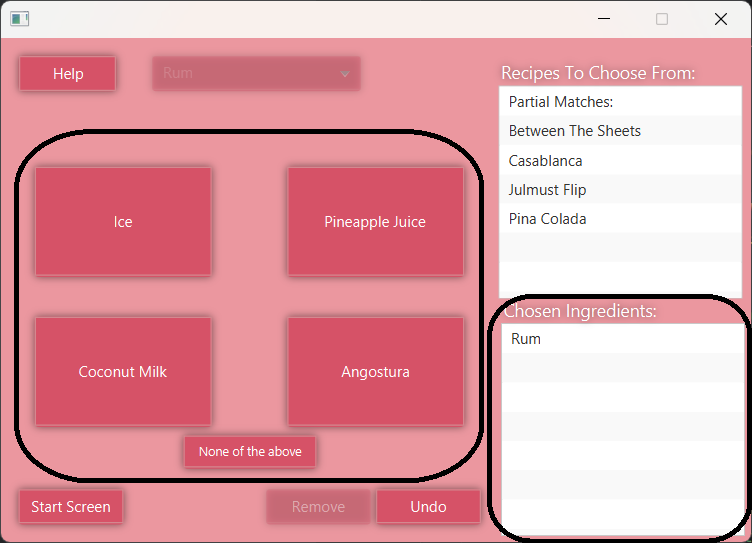 Help
Rum
Recipes To Choose From:
Partial Matches:
Between The Sheets
Casablanca
Julmust Flip
Pina Colada
Ice
Pineapple Juice
Coconut Milk
Angostura
None of the above
Chosen Ingredients:
Rum
Start Screen
Remove
Undo